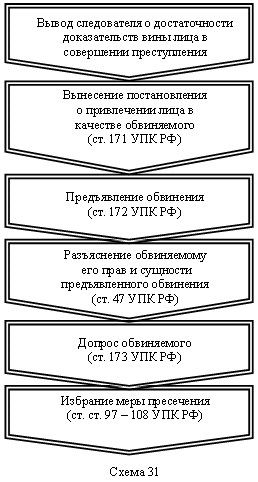 Вывод следователя о достаточности
доказательств вины лица в
совершении преступления
Вынесение постановления
о привлечении лица в
качестве обвиняемого
(ст. 171 УПК РФ)
Предъявление обвинения
(ст. 172 УПК РФ)
Разъяснение обвиняемому
его прав и сущности
предъявленного обвинения
(ст. 47 УПК РФ)
Допрос обвиняемого
(ст. 173 УПК РФ)
Избрание меры пресечения
(ст. ст. 97 – 108 УПК РФ)
Схема 31